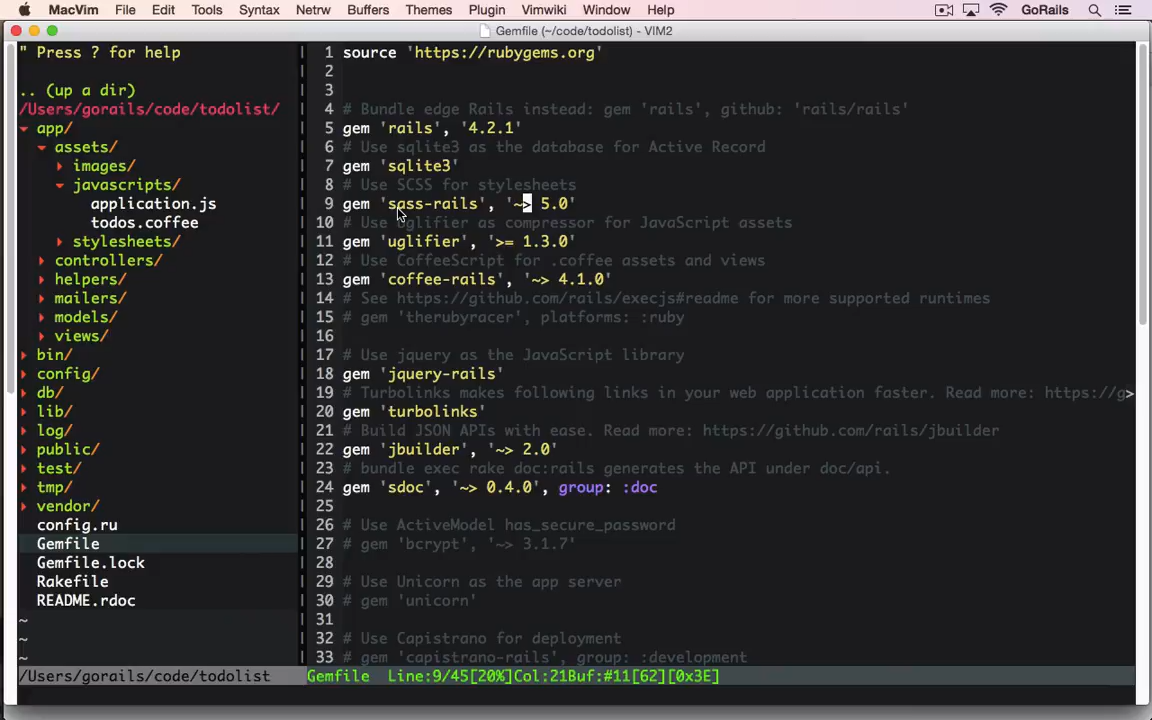 MacVim File Edit Tools Syntax Netrw Buffers Themes Plugin Vimwiki Window Help GoRails
Gemfile (~/code/todolist) - VIM2
" Press ? for help
.. (up a dir)
/Users/gorails/code/todolist/
app/
assets/
images/
javascripts/
application.js
todos.coffee
stylesheets/
controllers/
helpers/
mailers/
models/
views/
bin/
config/
db/
lib/
log/
public/
test/
tmp/
vendor/
config.ru
Gemfile
Gemfile.lock
Rakefile
README.rdoc
~
~
~
/Users/gorails/code/todolist
1 source 'https://rubygems.org'
2
3
4 # Bundle edge Rails instead: gem 'rails', github: 'rails/rails'
5 gem 'rails', '4.2.1'
6 # Use sqlite3 as the database for Active Record
7 gem 'sqlite3'
8 # Use SCSS for stylesheets
9 gem 'sass-rails', '~> 5.0'
10 # Use uglifier as compressor for JavaScript assets
11 gem 'uglifier', '>= 1.3.0'
12 # Use CoffeeScript for .coffee assets and views
13 gem 'coffee-rails', '~> 4.1.0'
14 # See https://github.com/rails/execjs#readme for more supported runtimes
15 # gem 'therubyracer', platforms: :ruby
16
17 # Use jquery as the JavaScript library
18 gem 'jquery-rails'
19 # Turbolinks makes following links in your web application faster. Read more: https://g>
20 gem 'turbolinks'
21 # Build JSON APIs with ease. Read more: https://github.com/rails/jbuilder
22 gem 'jbuilder', '~> 2.0'
23 # bundle exec rake doc:rails generates the API under doc/api.
24 gem 'sdoc', '~> 0.4.0', group: :doc
25
26 # Use ActiveModel has_secure_password
27 # gem 'bcrypt', '~> 3.1.7'
28
29 # Use Unicorn as the app server
30 # gem 'unicorn'
31
32 # Use Capistrano for deployment
33 # gem 'capistrano-rails', group: :development
Gemfile Line:9/45[20%]Col:21Buf:#11[62][0x3E]